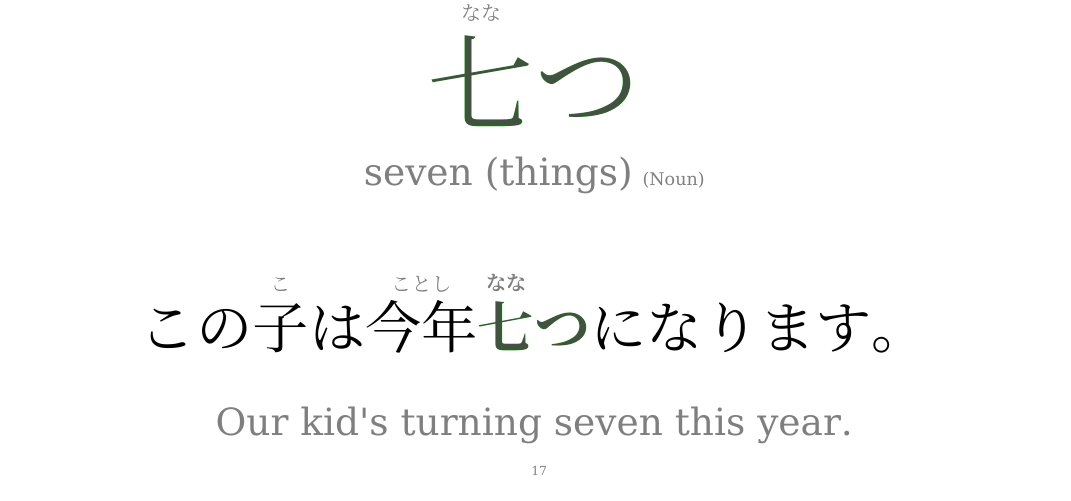 なな
七つ
seven (things) (Noun)
こ ことし なな
この子は今年七つになります。
Our kid's turning seven this year.
17